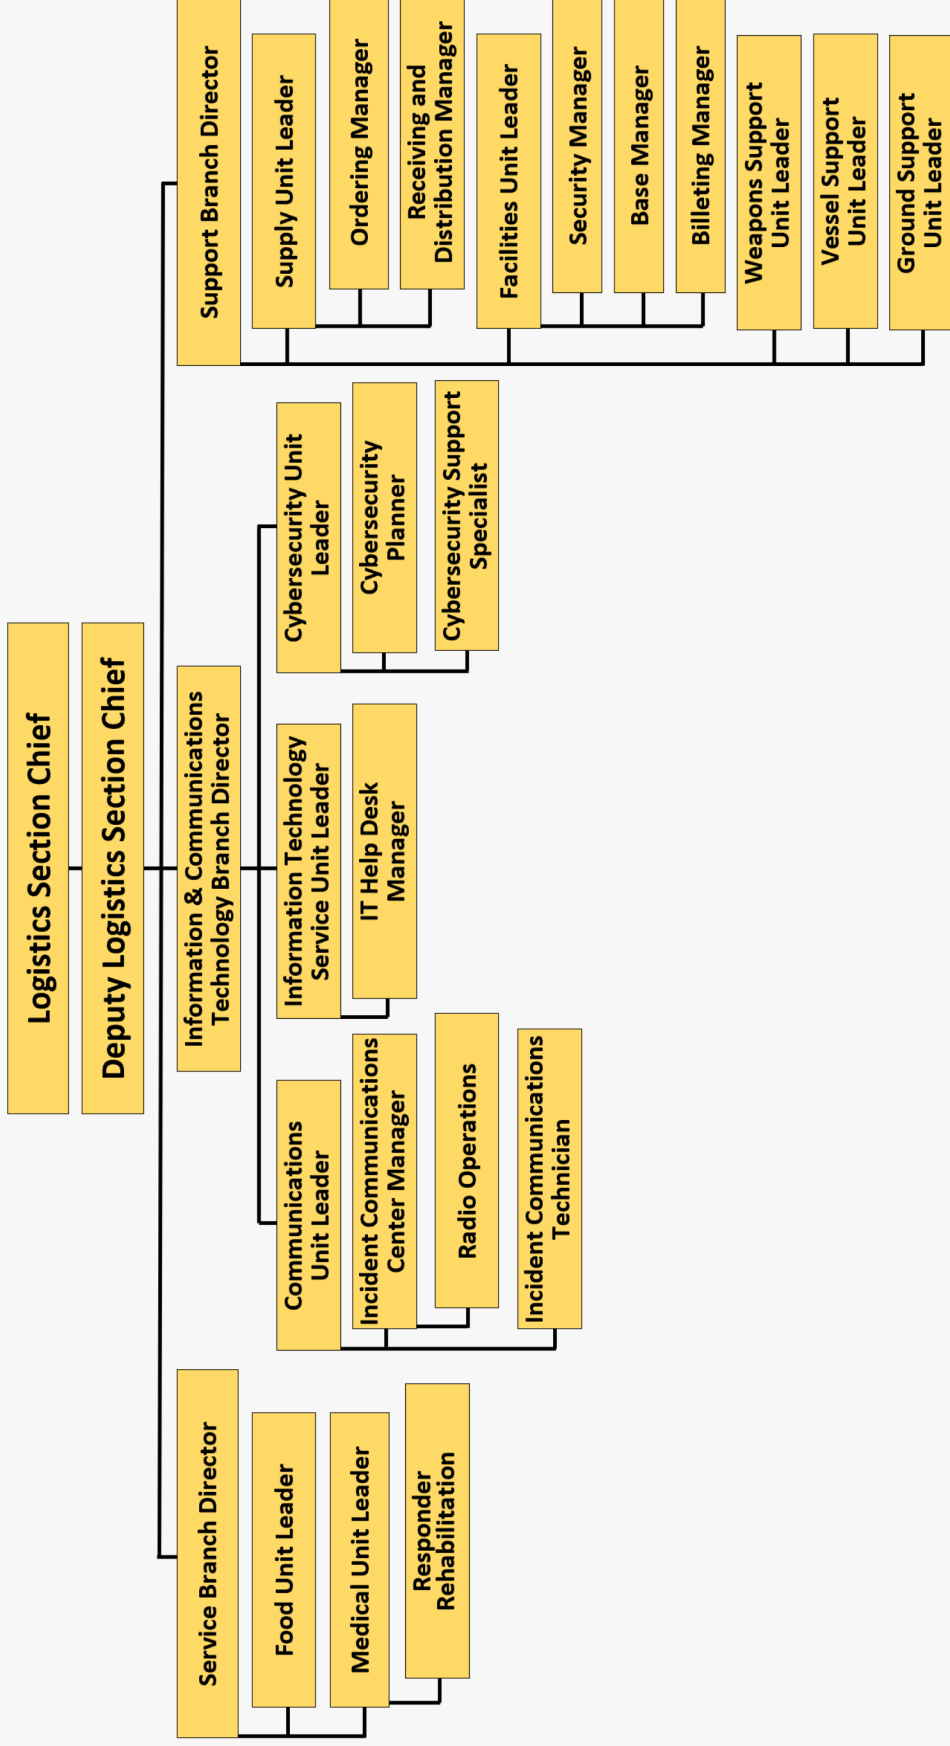 Logistics Section Chief
Deputy Logistics Section Chief
Service Branch Director
Food Unit Leader
Medical Unit Leader
Responder
Rehabilitation
Information & Communications
Technology Branch Director
Communications
Unit Leader
Incident Communications
Center Manager
Radio Operations
Incident Communications
Technician
Information Technology
Service Unit Leader
IT Help Desk
Manager
Cybersecurity Unit
Leader
Cybersecurity
Planner
Cybersecurity Support
Specialist
Support Branch Director
Supply Unit Leader
Ordering Manager
Receiving and
Distribution Manager
Facilities Unit Leader
Security Manager
Base Manager
Billeting Manager
Weapons Support
Unit Leader
Vessel Support
Unit Leader
Ground Support
Unit Leader